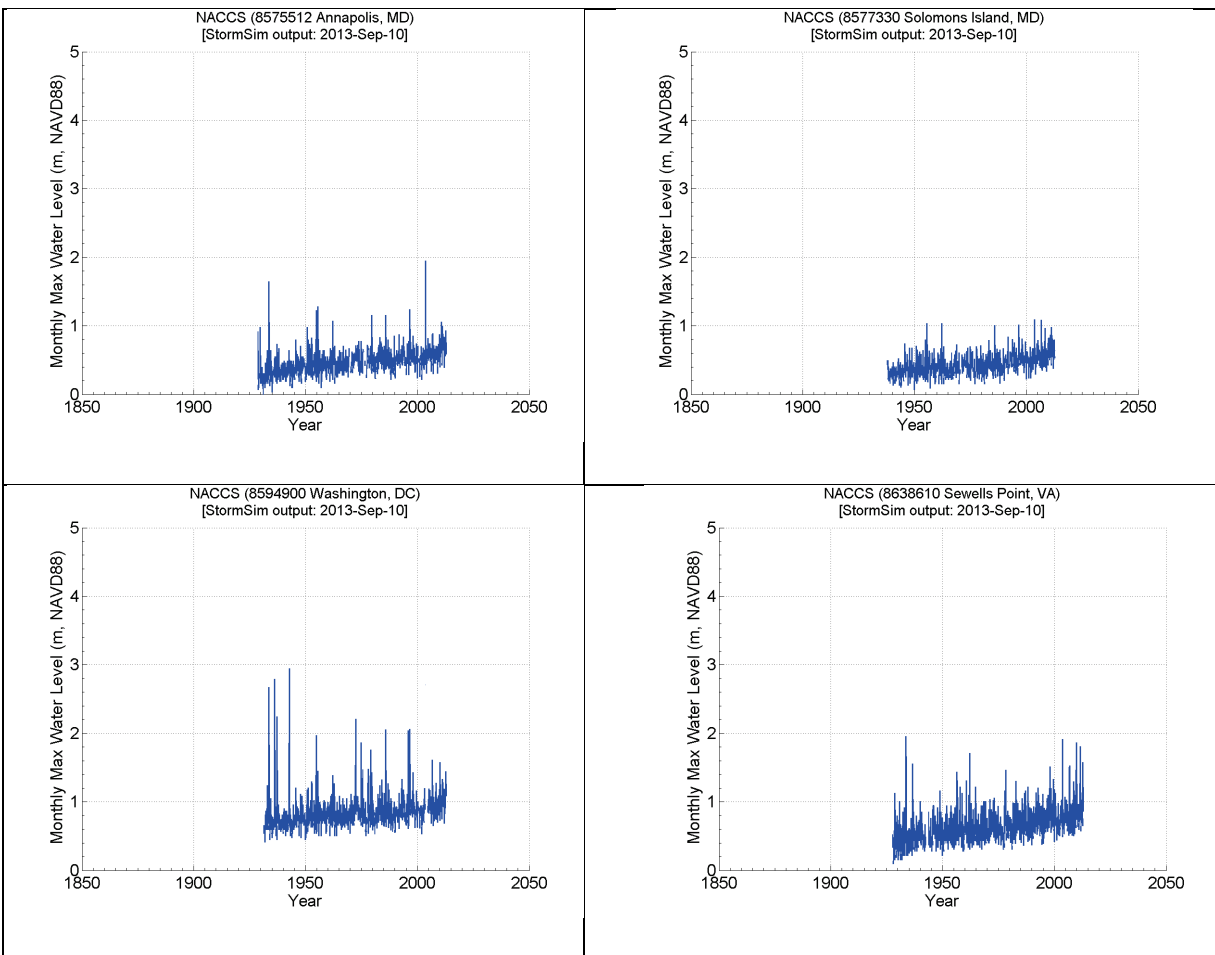 NACCS (8575512 Annapolis, MD)
[StormSim output: 2013-Sep-10]
Monthly Max Water Level (m, NAVD88)
5
4
3
2
1
0
1850 1900 1950 2000 2050
Year
NACCS (8577330 Solomons Island, MD)
[StormSim output: 2013-Sep-10]
Monthly Max Water Level (m, NAVD88)
5
4
3
2
1
0
1850 1900 1950 2000 2050
Year
NACCS (8594900 Washington, DC)
[StormSim output: 2013-Sep-10]
Monthly Max Water Level (m, NAVD88)
5
4
3
2
1
0
1850 1900 1950 2000 2050
Year
NACCS (8638610 Sewells Point, VA)
[StormSim output: 2013-Sep-10]
Monthly Max Water Level (m, NAVD88)
5
4
3
2
1
0
1850 1900 1950 2000 2050
Year